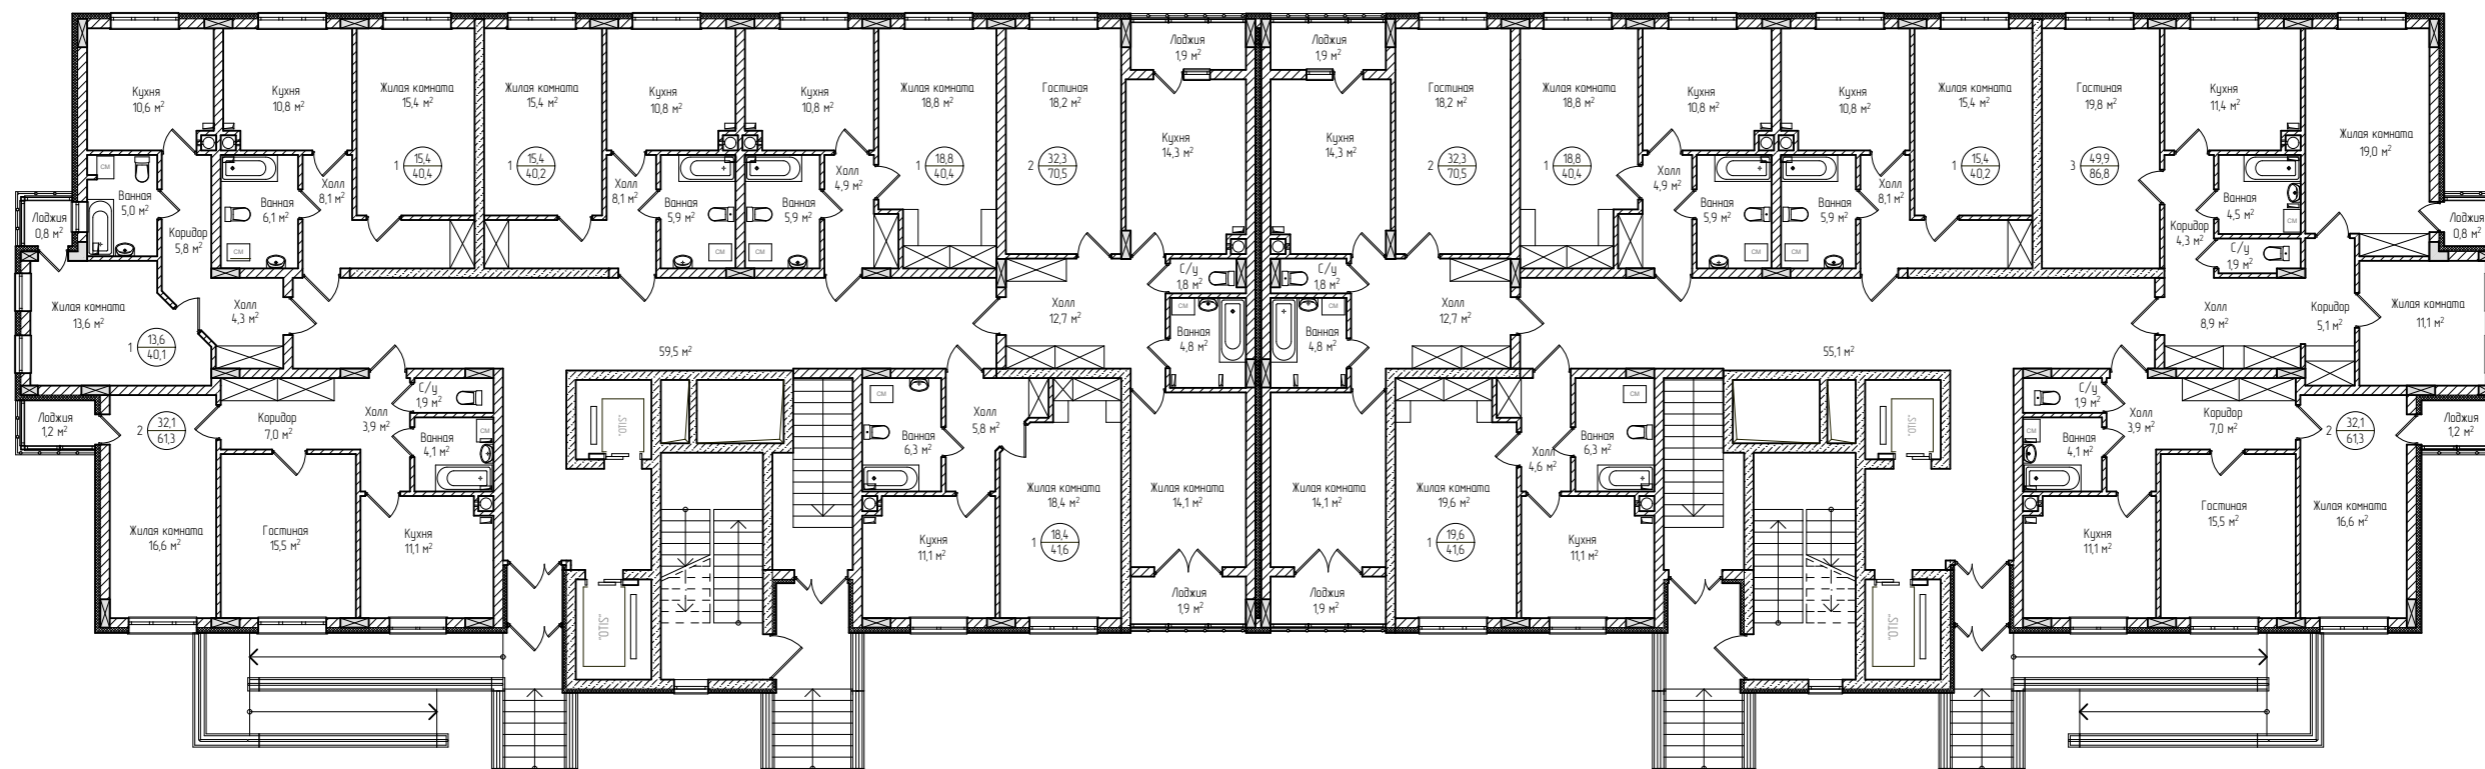 Кухня
10,6 м²
Кухня
10,8 м²
Жилая комната
15,4 м²
Жилая комната
15,4 м²
Кухня
10,8 м²
Кухня
10,8 м²
Жилая комната
18,8 м²
Гостиная
18,2 м²
Лоджия
1,9 м²
Кухня
14,3 м²
Лоджия
1,9 м²
Кухня
14,3 м²
Гостиная
18,2 м²
Жилая комната
18,8 м²
Кухня
10,8 м²
Кухня
10,8 м²
Жилая комната
15,4 м²
Гостиная
19,8 м²
Кухня
11,4 м²
Жилая комната
19,0 м²
СМ
Ванная
5,0 м²
Лоджия
0,8 м²
Коридор
5,8 м²
Ванная
6,1 м²
СМ
Холл
8,1 м²
1
15,4
40,4
1
15,4
40,2
Холл
8,1 м²
Ванная
5,9 м²
СМ
Ванная
5,9 м²
СМ
Холл
4,9 м²
1
18,8
40,4
2
32,3
70,5
2
32,3
70,5
1
18,8
40,4
Холл
4,9 м²
Ванная
5,9 м²
СМ
Ванная
5,9 м²
СМ
Холл
8,1 м²
1
15,4
40,2
3
49,9
86,8
Коридор
4,3 м²
Ванная
4,5 м²
СМ
С/у
1,9 м²
Лоджия
0,8 м²
Жилая комната
13,6 м²
1
13,6
40,1
Холл
4,3 м²
59,5 м²
Холл
12,7 м²
С/у
1,8 м²
СМ
Ванная
4,8 м²
С/у
1,8 м²
СМ
Ванная
4,8 м²
Холл
12,7 м²
55,1 м²
Холл
8,9 м²
Коридор
5,1 м²
Жилая комната
11,1 м²
Лоджия
1,2 м²
2
32,1
61,3
Коридор
7,0 м²
Холл
3,9 м²
С/у
1,9 м²
Ванная
4,1 м²
СМ
"OTIS"
СМ
Ванная
6,3 м²
Холл
5,8 м²
Холл
4,6 м²
СМ
Ванная
6,3 м²
"OTIS"
С/у
1,9 м²
СМ
Ванная
4,1 м²
Холл
3,9 м²
Коридор
7,0 м²
2
32,1
61,3
Лоджия
1,2 м²
Жилая комната
16,6 м²
Гостиная
15,5 м²
Кухня
11,1 м²
"OTIS"
Кухня
11,1 м²
Жилая комната
18,4 м²
1
18,4
41,6
Жилая комната
14,1 м²
Лоджия
1,9 м²
Жилая комната
14,1 м²
Лоджия
1,9 м²
Жилая комната
19,6 м²
1
19,6
41,6
Кухня
11,1 м²
"OTIS"
Кухня
11,1 м²
Гостиная
15,5 м²
Жилая комната
16,6 м²